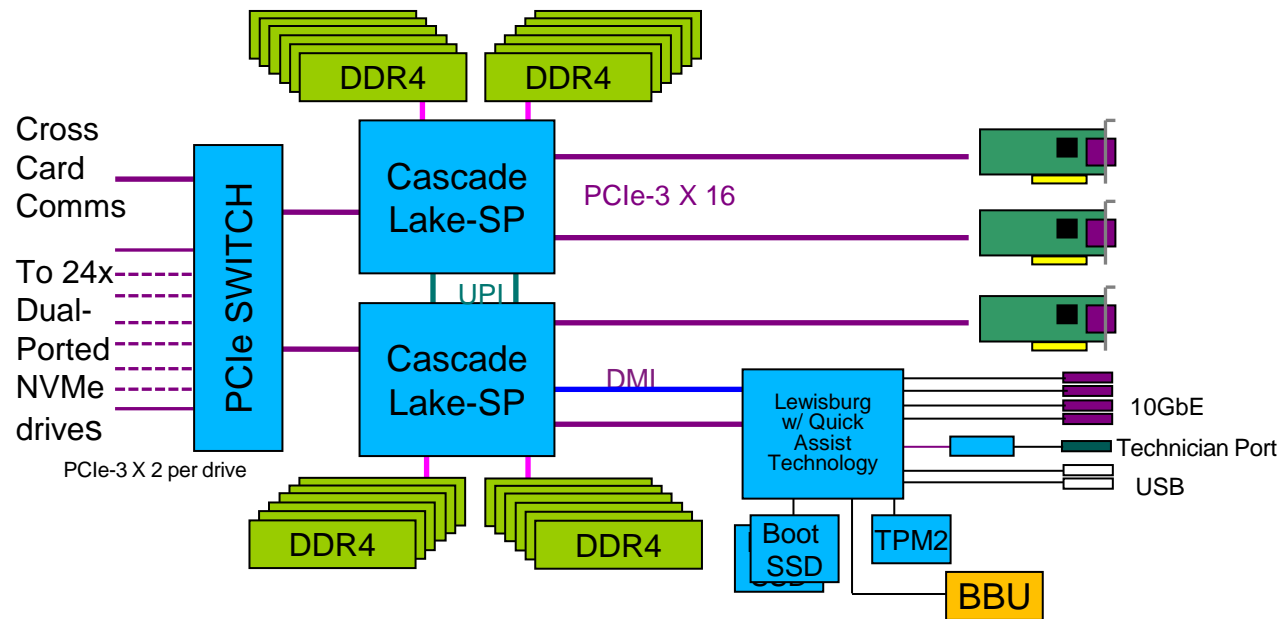 DDR4
DDR4
Cross
Card
Comms
PCIe SWITCH
Cascade
Lake-SP
PCIe-3 X 16
UPI
To 24x
Dual-
Ported
NVMe
drives
PCIe-3 X 2 per drive
Cascade
Lake-SP
DMI
Lewisburg
w/ Quick
Assist
Technology
10GbE
Technician Port
USB
DDR4
DDR4
Boot
SSD
TPM2
BBU